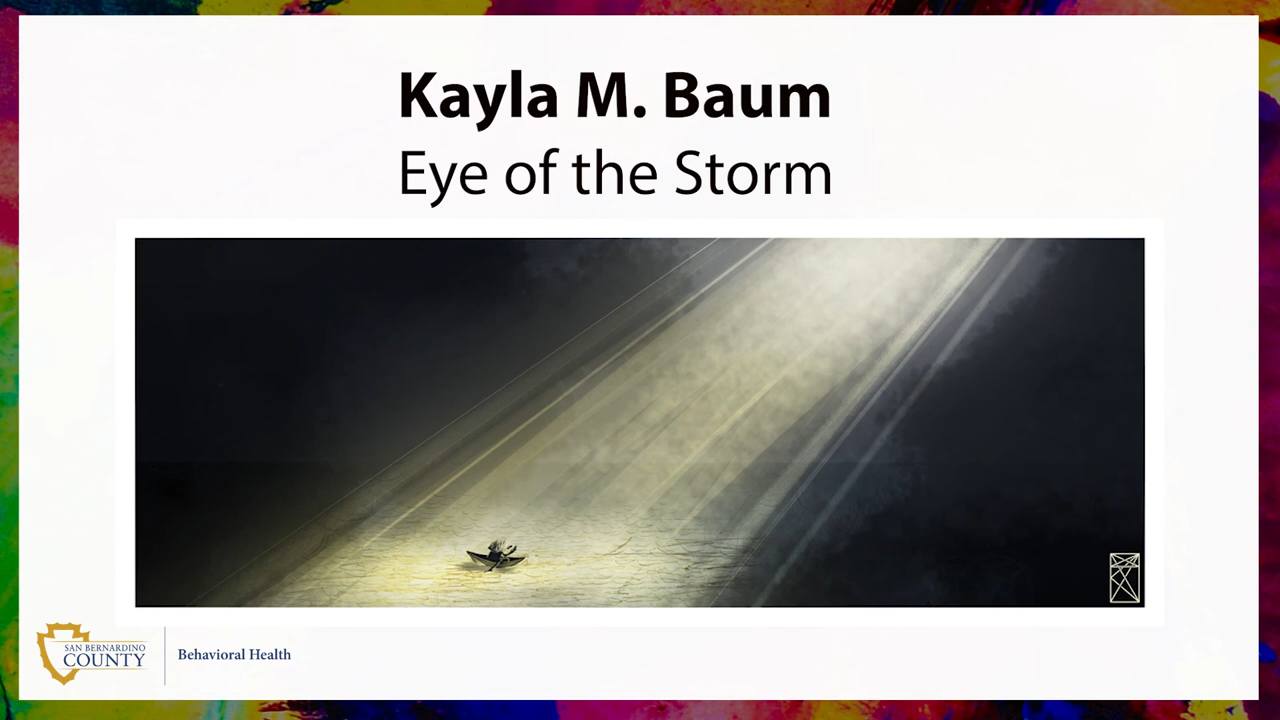 Kayla M. Baum
Eye of the Storm
SAN BERNARDINO
COUNTY
Behavioral Health